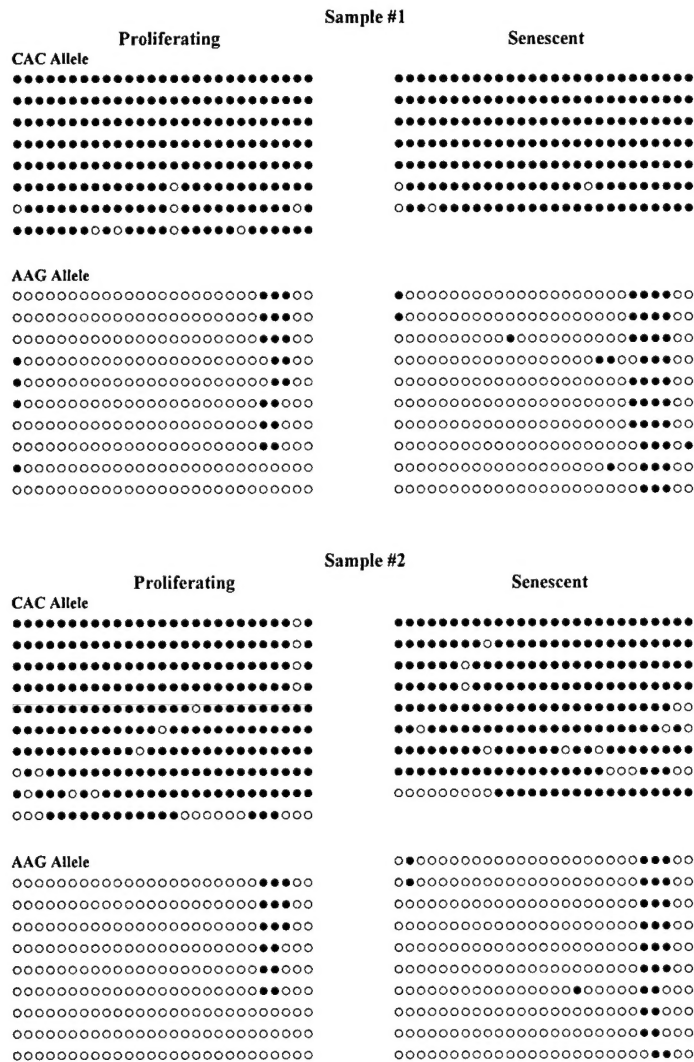 Sample #1
Proliferating Senescent
CAC Allele
AAG Allele
Sample #2
Proliferating Senescent
CAC Allele
AAG Allele